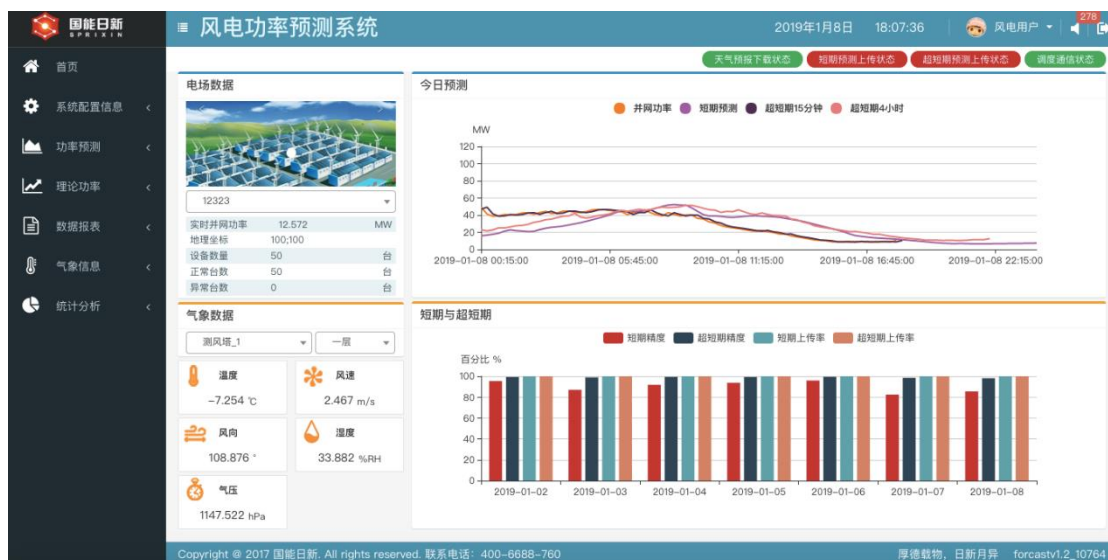 国能日新
SPRIXIN
风电功率预测系统
2019年1月8日 18:07:36
风电用户
278
首页
系统配置信息
功率预测
理论功率
数据报表
气象信息
统计分析
天气预报下载状态 短期预测上传状态 超短期预测上传状态 调度通信状态
电场数据
12323
实时并网功率 12.572 MW
地理坐标 100;100
设备数量 50 台
正常台数 50 台
异常台数 0 台
今日预测
并网功率 短期预测 超短期15分钟 超短期4小时
MW
120
100
80
60
40
20
0
2019-01-08 00:15:00 2019-01-08 05:45:00 2019-01-08 11:15:00 2019-01-08 16:45:00 2019-01-08 22:15:00
气象数据
测风塔_1 一层
温度 风速
-7.254 ℃ 2.467 m/s
风向 湿度
108.876 ° 33.882 %RH
气压
1147.522 hPa
短期与超短期
短期精度 超短期精度 短期上传率 超短期上传率
百分比 %
100
80
60
40
20
0
2019-01-02 2019-01-03 2019-01-04 2019-01-05 2019-01-06 2019-01-07 2019-01-08
Copyright @ 2017 国能日新. All rights reserved. 联系电话: 400-6688-760 厚德载物，日新月异 forcastv1.2_10764